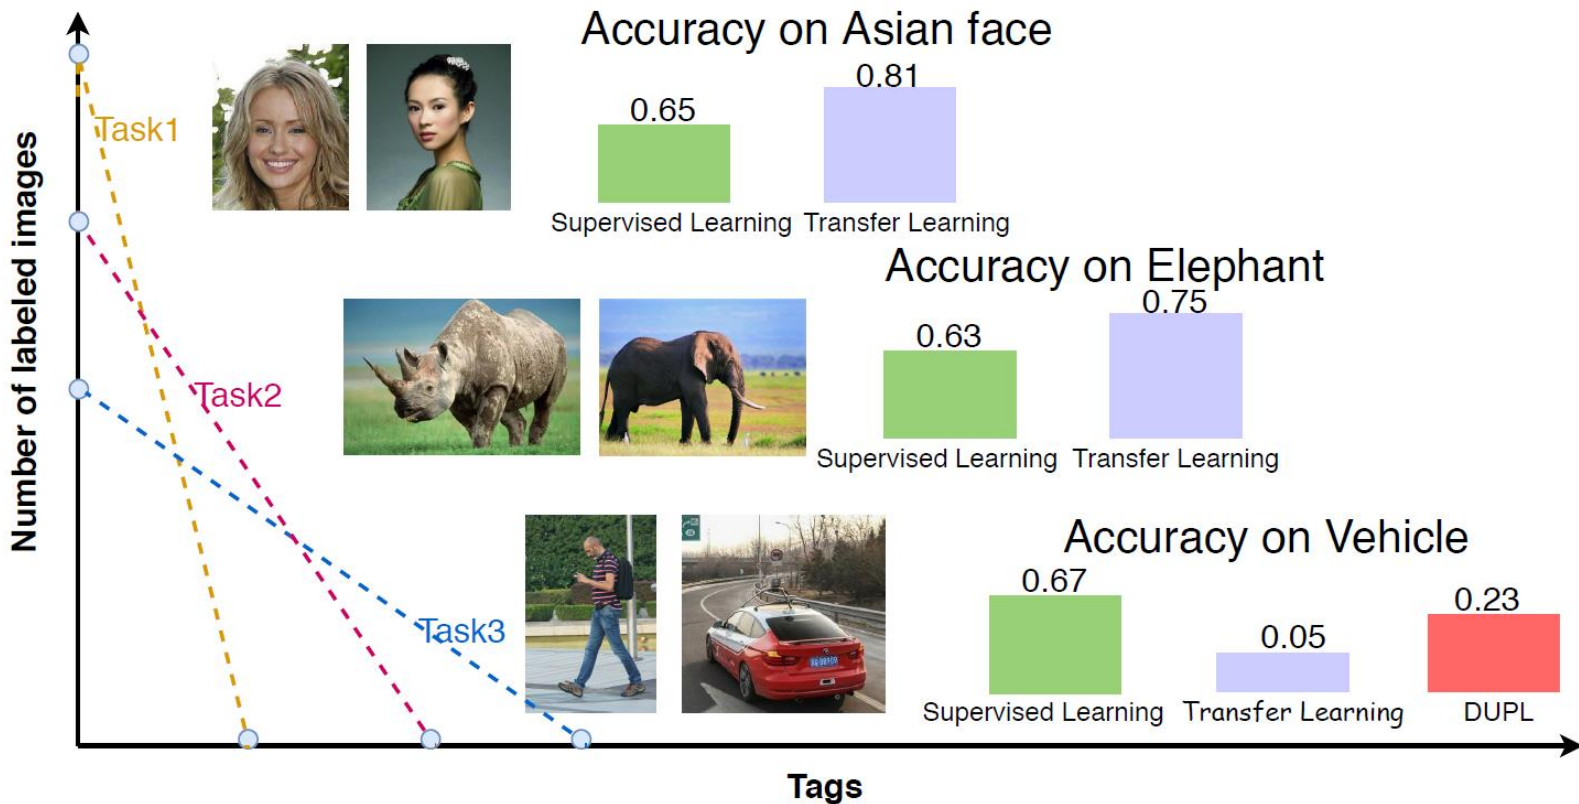 Accuracy on Asian face
0.65
0.81
Task1
Supervised Learning
Transfer Learning
Accuracy on Elephant
0.63
0.75
Task2
Supervised Learning
Transfer Learning
Accuracy on Vehicle
0.67
0.05
0.23
Task3
Supervised Learning
Transfer Learning
DUPL
Number of labeled images
Tags